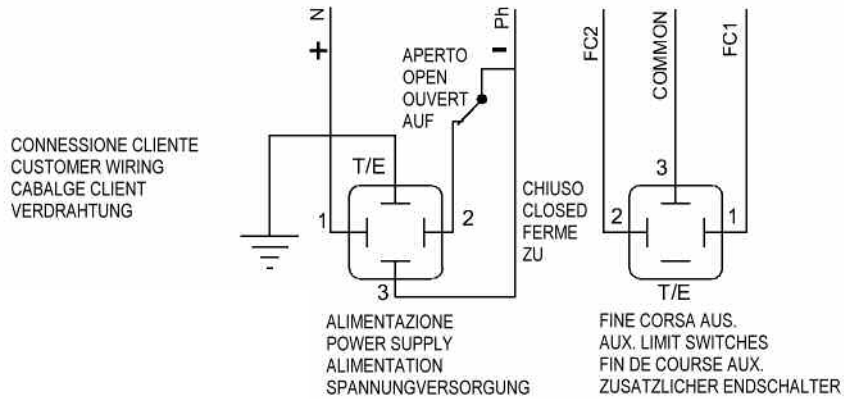 N
Ph
+
-
APERTO
OPEN
OUVERT
AUF
FC2
COMMON
FC1
CONNESSIONE CLIENTE
CUSTOMER WIRING
CABALGE CLIENT
VERDRAHTUNG
T/E
1
2
3
CHIUSO
CLOSED
FERME
ZU
3
2
1
T/E
ALIMENTAZIONE
POWER SUPPLY
ALIMENTATION
SPANNUNGVERSORGUNG
FINE CORSA AUS.
AUX. LIMIT SWITCHES
FIN DE COURSE AUX.
ZUSATZLICHER ENDSCHALTER